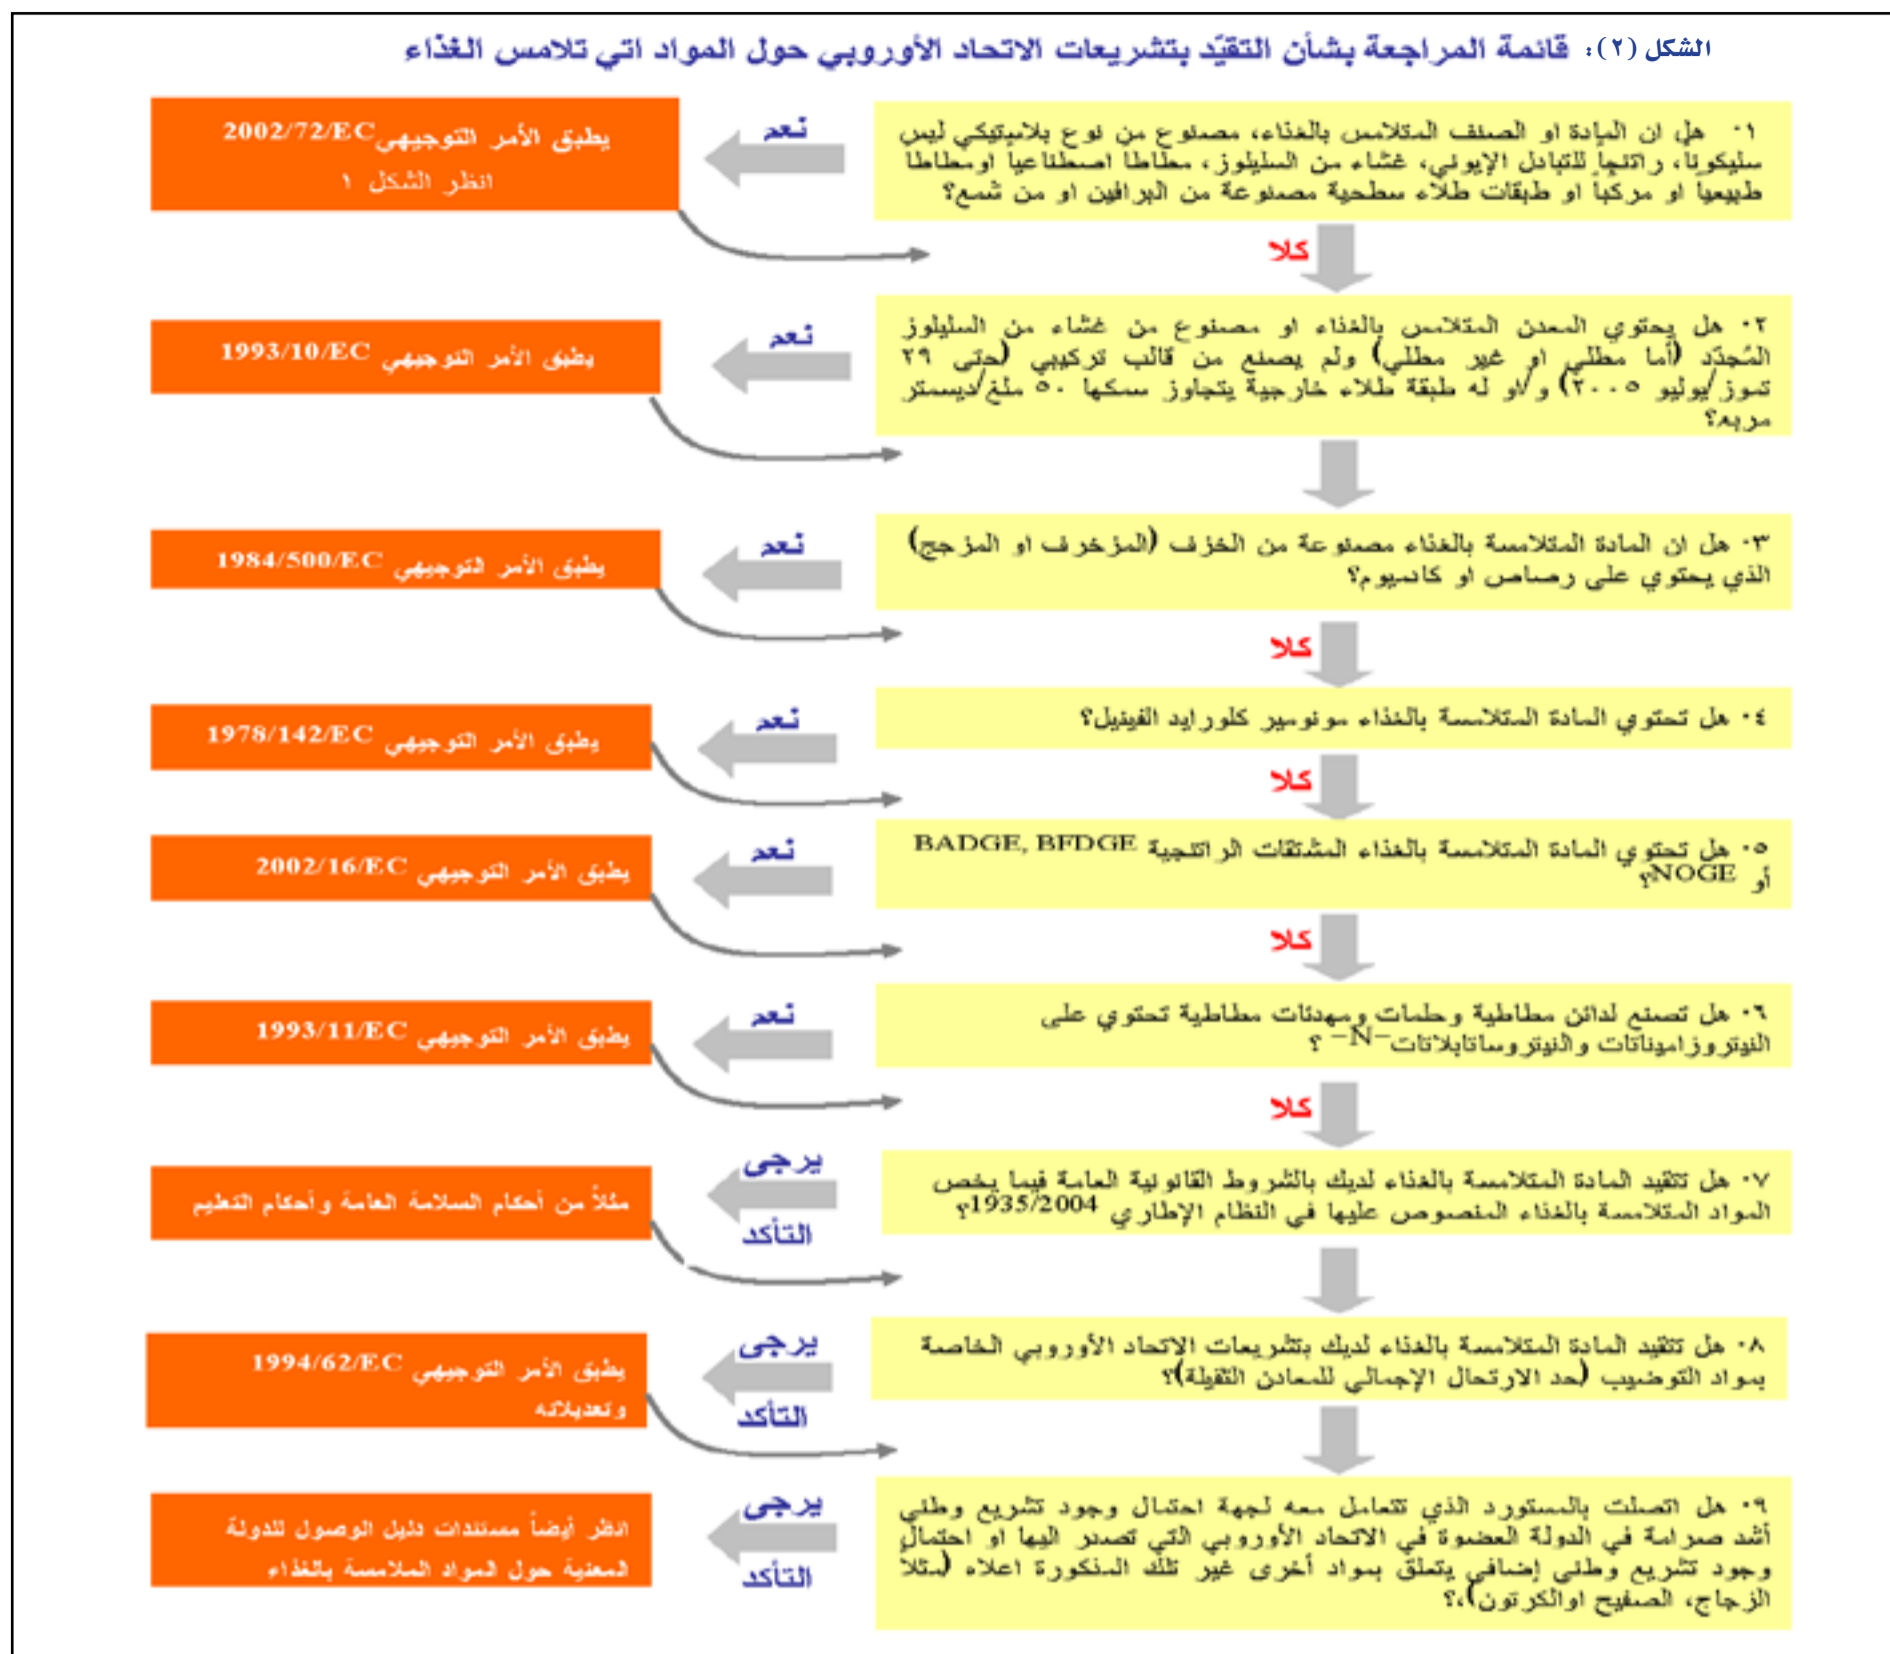 الشكل (٢): قائمة المراجعة بشأن التقيّد بتشريعات الاتحاد الأوروبي حول المواد اتي تلامس الغذاء
١٠ هل ان المادة او الصنف المتلامس بالغذاء، مصنوع من نوع بلاستيكي ليس
سليكونا، راتنجاً للتبادل الإيوني، غشاء من السليلوز، مطاطا اصطناعيا اومطاطا
طبيعياً او مركباً او طبقات طلاء سطحية مصنوعة من البرافين او من شمع؟
نعم
يطبق الأمر التوجيهي2002/72/EC
انظر الشكل ١
كلا
٢٠ هل يحتوي المعدن المتلامس بالغذاء او مصنوع من غشاء من السليلوز
المُجدّد (أما مطلي او غير مطلي) ولم يصنع من قالب تركيبي (حتى ٢٩
تموز/يوليو ٢٠٠٥) و/او له طبقة طلاء خارجية يتجاوز سمكها ٥٠ ملغ/ديسمتر
مربع؟
نعم
يطبق الأمر التوجيهي 1993/10/EC
٣٠ هل ان المادة المتلامسة بالغذاء مصنوعة من الخزف (المزخرف او المزجج)
الذي يحتوي على رصاص او كادميوم؟
نعم
يطبق الأمر التوجيهي 1984/500/EC
كلا
٤٠ هل تحتوي المادة المتلامسة بالغذاء مونومير كلورايد الفينيل؟
نعم
يطبق الأمر التوجيهي 1978/142/EC
كلا
٥٠ هل تحتوي المادة المتلامسة بالغذاء المشتقات الراتنجية BADGE, BFDGE
أو NOGE؟
نعم
يطبق الأمر التوجيهي 2002/16/EC
كلا
٦٠ هل تصنع لدائن مطاطية وحلمات ومهدئات مطاطية تحتوي على
النيتروزاميناتات والنيتروساتابلاتات–N– ؟
نعم
يطبق الأمر التوجيهي 1993/11/EC
كلا
٧٠ هل تتقيد المادة المتلامسة بالغذاء لديك بالشروط القانونية العامة فيما يخص
المواد المتلامسة بالغذاء المنصوص عليها في النظام الإطاري 1935/2004؟
يرجى
التأكد
مثلاً من أحكام السلامة العامة وأحكام التعليم
٨٠ هل تتقيد المادة المتلامسة بالغذاء لديك بتشريعات الاتحاد الأوروبي الخاصة
بمواد التوضيب (حد الارتحال الإجمالي للمعادن الثقيلة)؟
يرجى
التأكد
يطبق الأمر التوجيهي 1994/62/EC
وتعديلاته
٩٠ هل اتصلت بالمستورد الذي تتعامل معه لجهة احتمال وجود تشريع وطني
أشد صرامة في الدولة العضوة في الاتحاد الأوروبي التي تصدر اليها او احتمال
وجود تشريع وطني إضافي يتعلق بمواد أخرى غير تلك المذكورة اعلاه (مثلاً
الزجاج، الصفيح اوالكرتون)،؟
يرجى
التأكد
انظر أيضاً مستندات دليل الوصول للدولة
المعنية حول المواد الملامسة بالغذاء